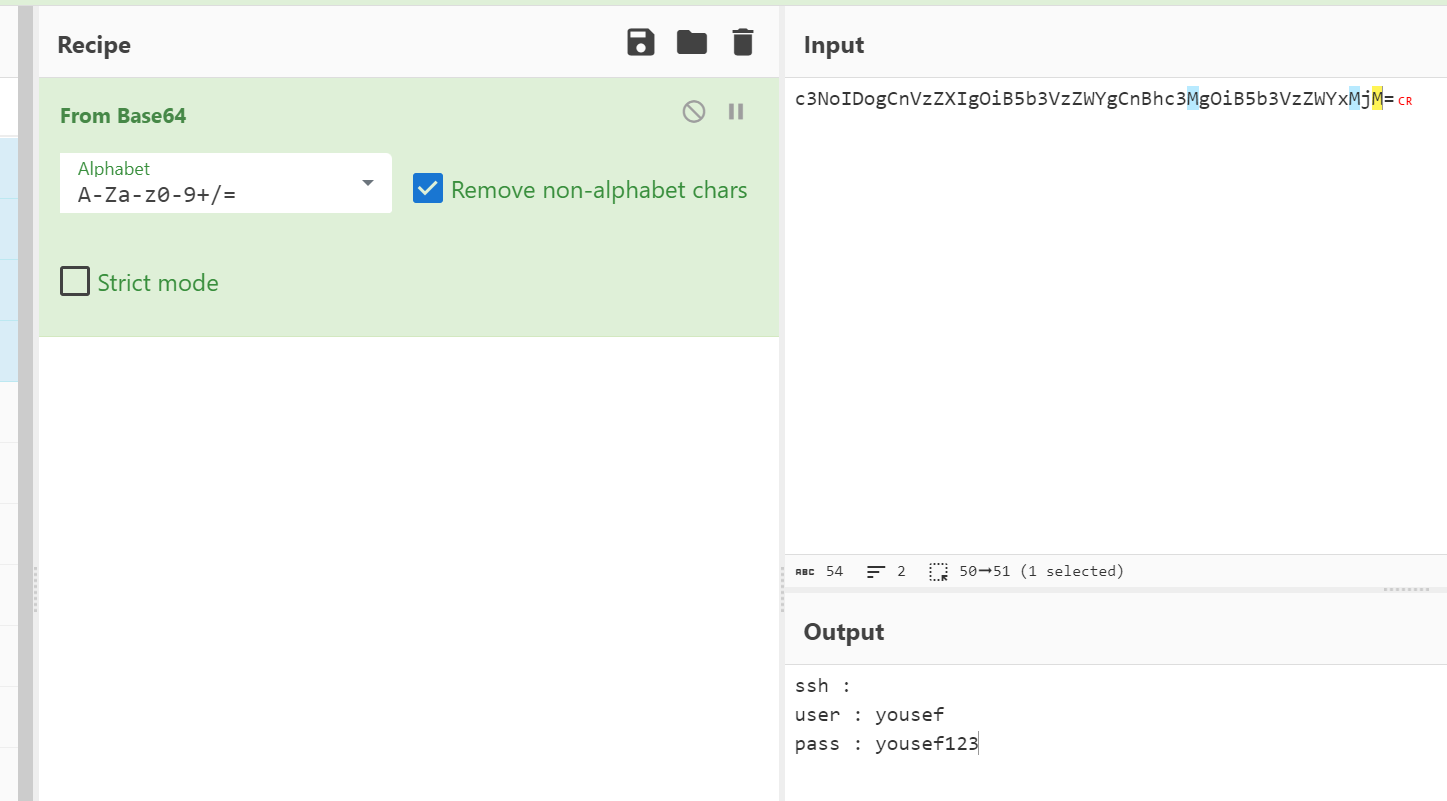 Recipe
From Base64
Alphabet
A-Za-z0-9+/=
Remove non-alphabet chars
Strict mode
Input
c3NoIDogCnVzZXIgOiB5b3VzZWYgCnBhc3MgOiB5b3VzZWYxMjM=CR
ABC 54 2 50→51 (1 selected)
Output
ssh :
user : yousef
pass : yousef123